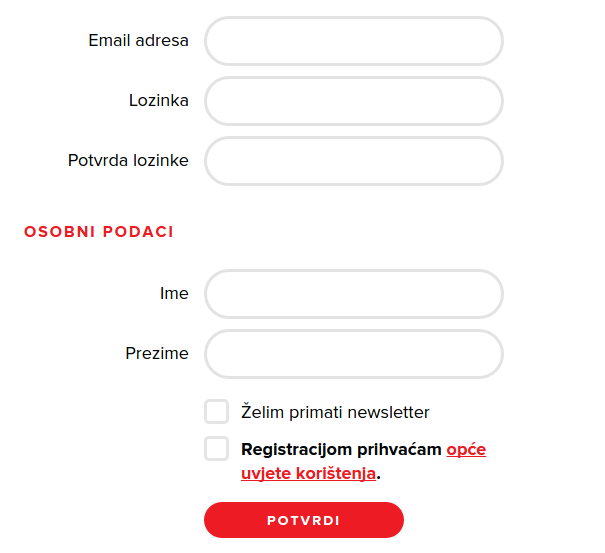 Email adresa
Lozinka
Potvrda lozinke
OSOBNI PODACI
Ime
Prezime
Želim primati newsletter
Registracijom prihvaćam opće
uvjete korištenja.
POTVRDI